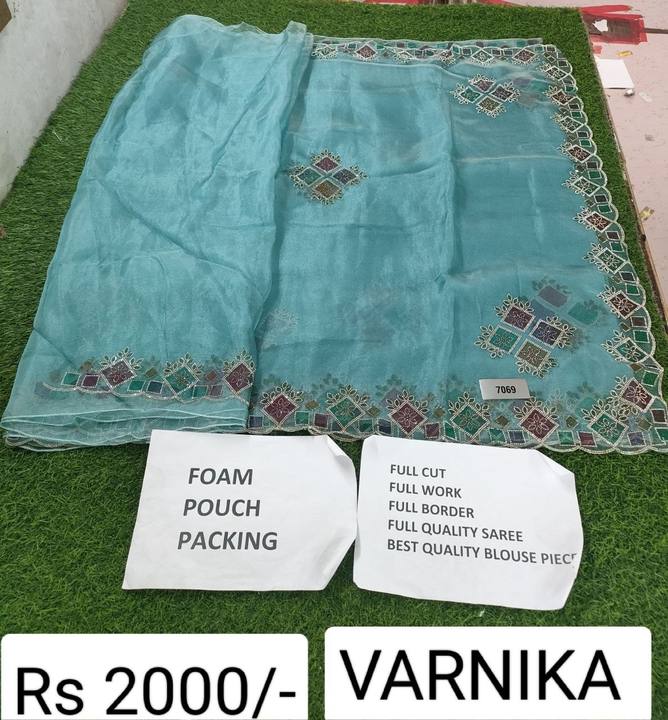 7069
FOAM
POUCH
PACKING
FULL CUT
FULL WORK
FULL BORDER
FULL QUALITY SAREE
BEST QUALITY BLOUSE PIECE
Rs 2000/-
VARNIKA